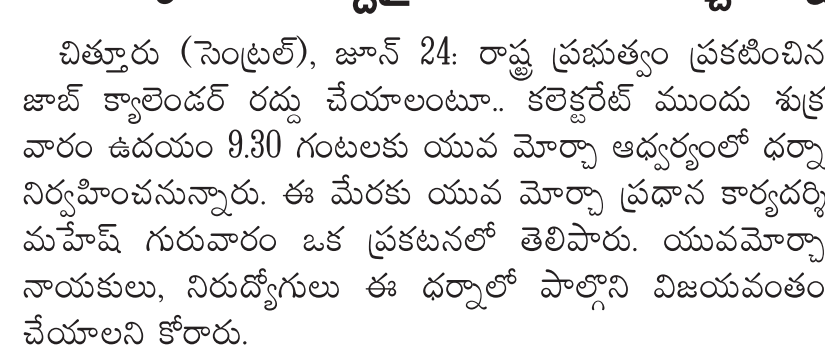 చిత్తూరు (సెంట్రల్), జూన్ 24: రాష్ట్ర ప్రభుత్వం ప్రకటించిన
జాబ్ క్యాలెండర్ రద్దు చేయాలంటూ.. కలెక్టరేట్ ముందు శుక్ర
వారం ఉదయం 9.30 గంటలకు యువ మోర్చా ఆధ్వర్యంలో ధర్నా
నిర్వహించనున్నారు. ఈ మేరకు యువ మోర్చా ప్రధాన కార్యదర్శి
మహేష్ గురువారం ఒక ప్రకటనలో తెలిపారు. యువమోర్చా
నాయకులు, నిరుద్యోగులు ఈ ధర్నాలో పాల్గొని విజయవంతం
చేయాలని కోరారు.